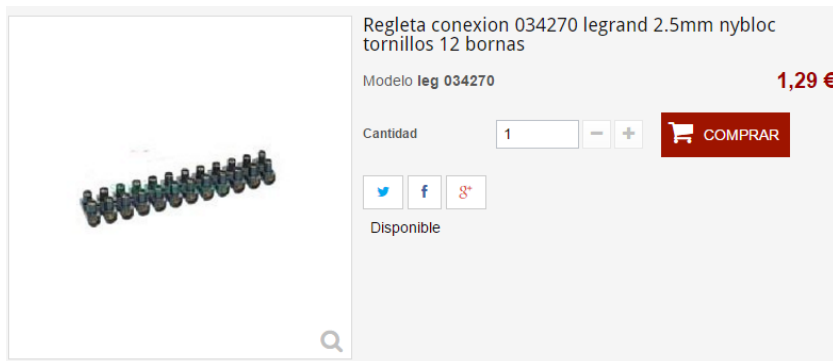 Regleta conexion 034270 legrand 2.5mm nybloc
tornillos 12 bornas
Modelo leg 034270
1,29 €
Cantidad
1
COMPRAR
Disponible